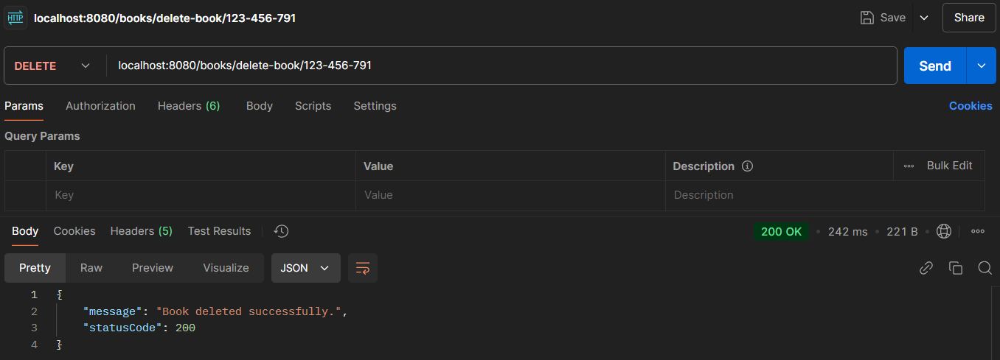 HTTP localhost:8080/books/delete-book/123-456-791 Save Share
DELETE localhost:8080/books/delete-book/123-456-791 Send
Params Authorization Headers (6) Body Scripts Settings Cookies
Query Params
Key Value Description Bulk Edit
Key Value Description
Body Cookies Headers (5) Test Results 200 OK • 242 ms • 221 B •
Pretty Raw Preview Visualize JSON
1 {
2 "message": "Book deleted successfully.",
3 "statusCode": 200
4 }